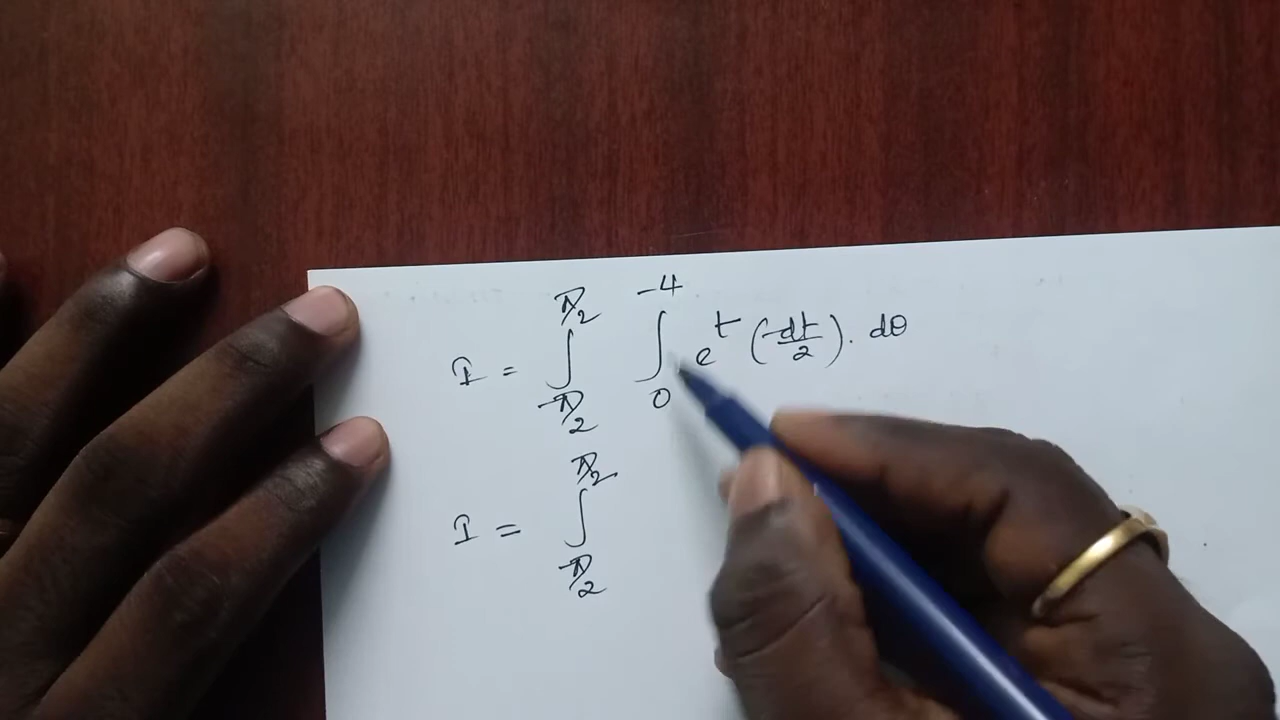 I = ∫_{-π/2}^{π/2} ∫_{0}^{-4} e^t (-dt/2). dθ
I = ∫_{-π/2}^{π/2}